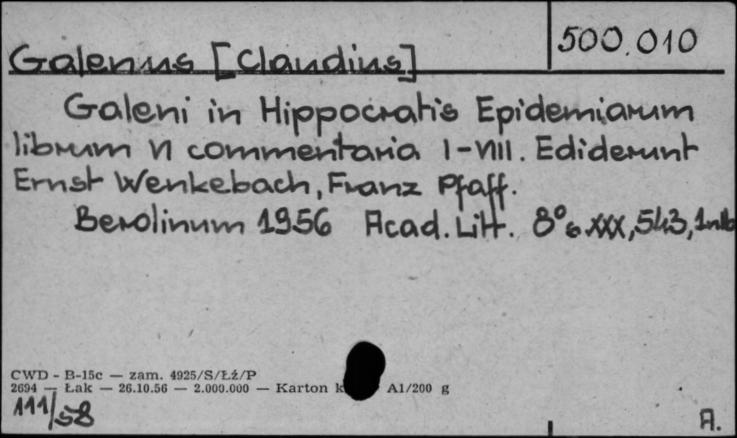 500.010
Galenus [Claudius]
Galeni in Hippocratis Epidemiarum
librum VI commentaria I-VIII. Ediderunt
Ernst Wenkebach, Franz Pfaff.
Berolinum 1956 Acad. Litt. 8° s. XXX, 543, 1 nlb
CWD - B-15c — zam. 4925/S/Łź/P
2694 — Łak — 26.10.56 — 2.000.000 — Karton k A1/200 g
111/58
A.